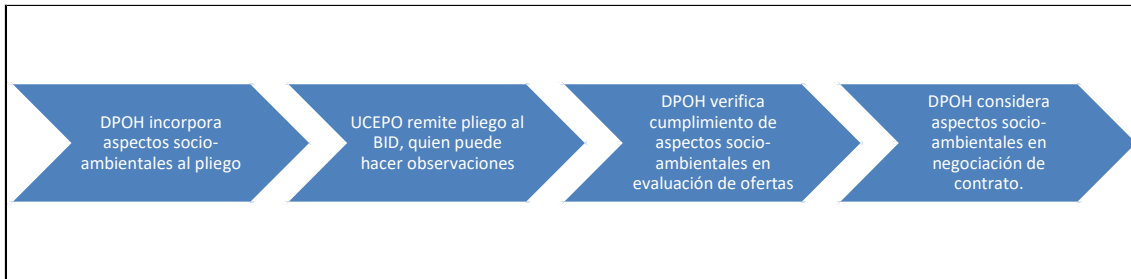 DPOH incorpora
aspectos socio-
ambientales al pliego
UCEPO remite pliego al
BID, quien puede
hacer observaciones
DPOH verifica
cumplimiento de
aspectos socio-
ambientales en
evaluación de ofertas
DPOH considera
aspectos socio-
ambientales en
negociación de
contrato.